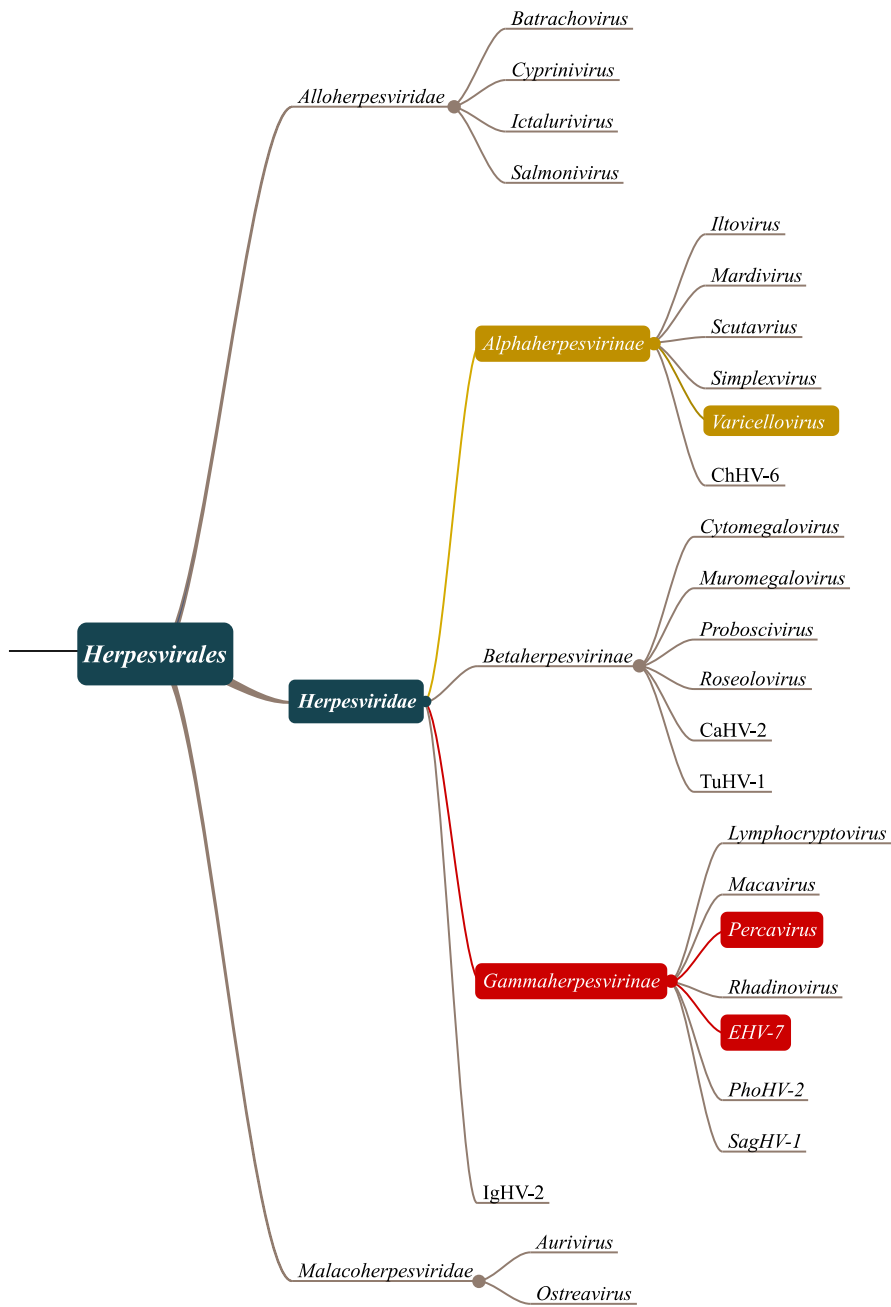 Batrachovirus
Cyprinivirus
Alloherpesviridae
Ictalurivirus
Salmonivirus
Iltovirus
Mardivirus
Scutavrius
Alphaherpesvirinae
Simplexvirus
Varicellovirus
ChHV-6
Cytomegalovirus
Muromegalovirus
Proboscivirus
Herpesvirales
Betaherpesvirinae
Roseolovirus
Herpesviridae
CaHV-2
TuHV-1
Lymphocryptovirus
Macavirus
Percavirus
Gammaherpesvirinae
Rhadinovirus
EHV-7
PhoHV-2
SagHV-1
IgHV-2
Aurivirus
Malacoherpesviridae
Ostreavirus